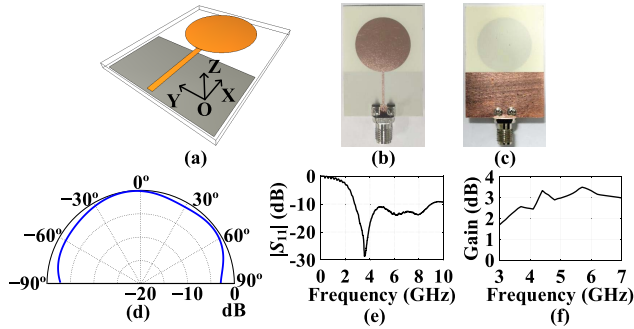 Z
Y
X
O
(a)
(b)
(c)
0º
−30º
30º
−60º
60º
−90º
90º
−20
−10
0
dB
(d)
|S₁₁| (dB)
0
−10
−20
−30
0 2 4 6 8 10
Frequency (GHz)
(e)
Gain (dB)
4
3
2
1
0
3 4 5 6 7
Frequency (GHz)
(f)